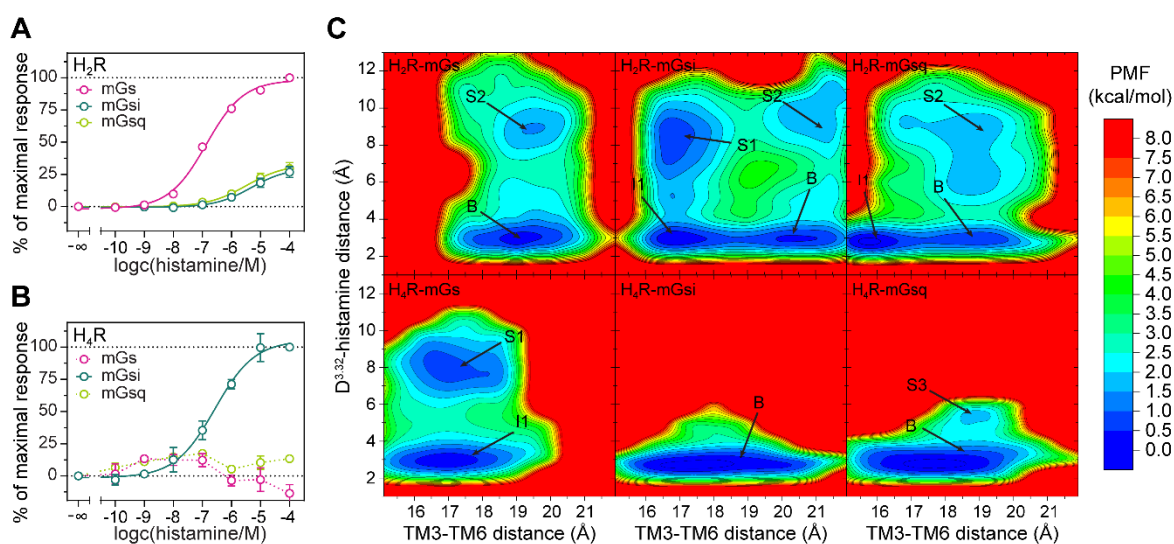 A
H₂R
mGs
mGsi
mGsq
% of maximal response
100
75
50
25
0
−∞ -10 -9 -8 -7 -6 -5 -4
logc(histamine/M)
B
H₄R
mGs
mGsi
mGsq
% of maximal response
100
75
50
25
0
−∞ -10 -9 -8 -7 -6 -5 -4
logc(histamine/M)
C
D³·³²-histamine distance (Å)
12
10
8
6
4
2
H₂R-mGs
S2
B
H₂R-mGsi
S2
S1
I1
B
H₂R-mGsq
S2
I1
B
12
10
8
6
4
2
H₄R-mGs
S1
I1
H₄R-mGsi
B
H₄R-mGsq
S3
B
16 17 18 19 20 21
16 17 18 19 20 21
16 17 18 19 20 21
TM3-TM6 distance (Å)
TM3-TM6 distance (Å)
TM3-TM6 distance (Å)
PMF
(kcal/mol)
8.0
7.5
7.0
6.5
6.0
5.5
5.0
4.5
4.0
3.5
3.0
2.5
2.0
1.5
1.0
0.5
0.0